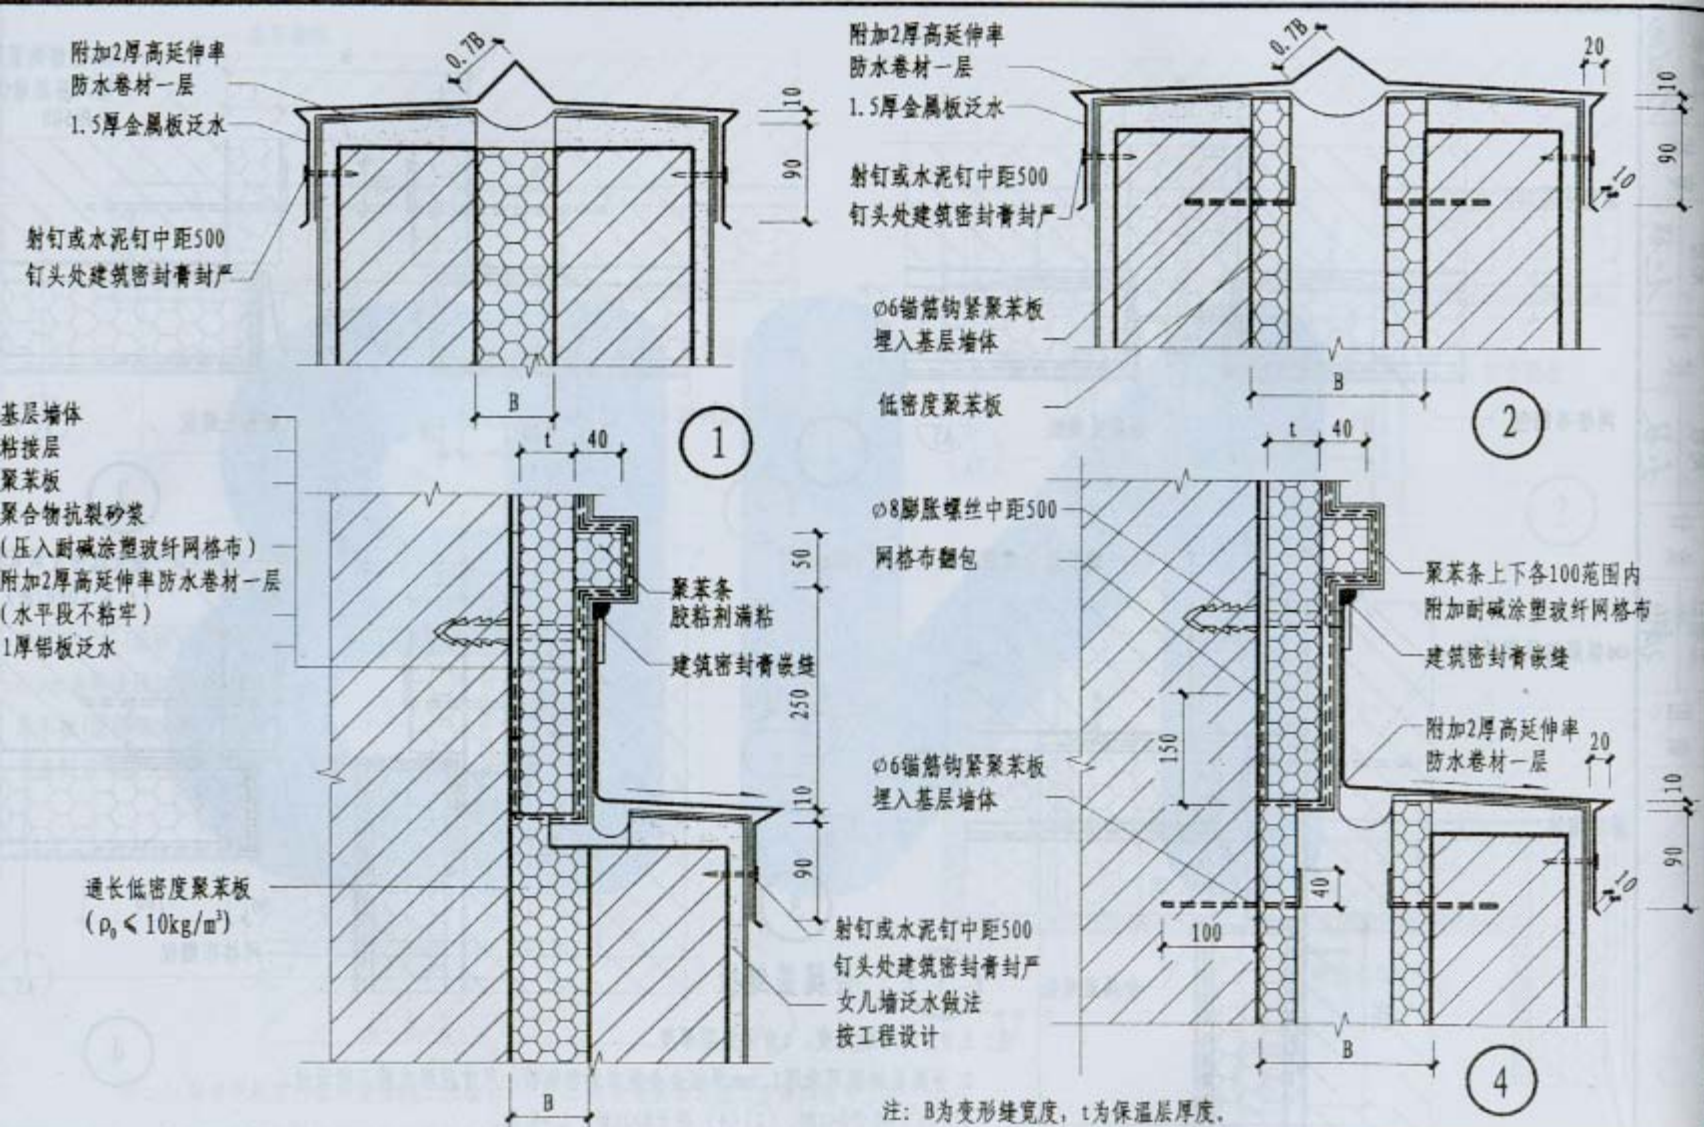 附加2厚高延伸率
防水卷材一层
1.5厚金属板泛水
射钉或水泥钉中距500
钉头处建筑密封膏封严
0.7B
10
90
B
1
附加2厚高延伸率
防水卷材一层
1.5厚金属板泛水
射钉或水泥钉中距500
钉头处建筑密封膏封严
∅6锚筋钩紧聚苯板
埋入基层墙体
低密度聚苯板
0.7B
20
10
90
10
B
2
基层墙体
粘接层
聚苯板
聚合物抗裂砂浆
(压入耐碱涂塑玻纤网格布)
附加2厚高延伸率防水卷材一层
(水平段不粘牢)
1厚铝板泛水
通长低密度聚苯板
(ρ₀≤10kg/m³)
t
40
50
聚苯条
胶粘剂满粘
建筑密封膏嵌缝
250
10
90
射钉或水泥钉中距500
钉头处建筑密封膏封严
女儿墙泛水做法
按工程设计
B
∅8膨胀螺丝中距500
网格布翻包
∅6锚筋钩紧聚苯板
埋入基层墙体
t
40
聚苯条上下各100范围内
附加耐碱涂塑玻纤网格布
建筑密封膏嵌缝
附加2厚高延伸率
防水卷材一层
20
150
10
90
10
40
100
B
4
注: B为变形缝宽度, t为保温层厚度.